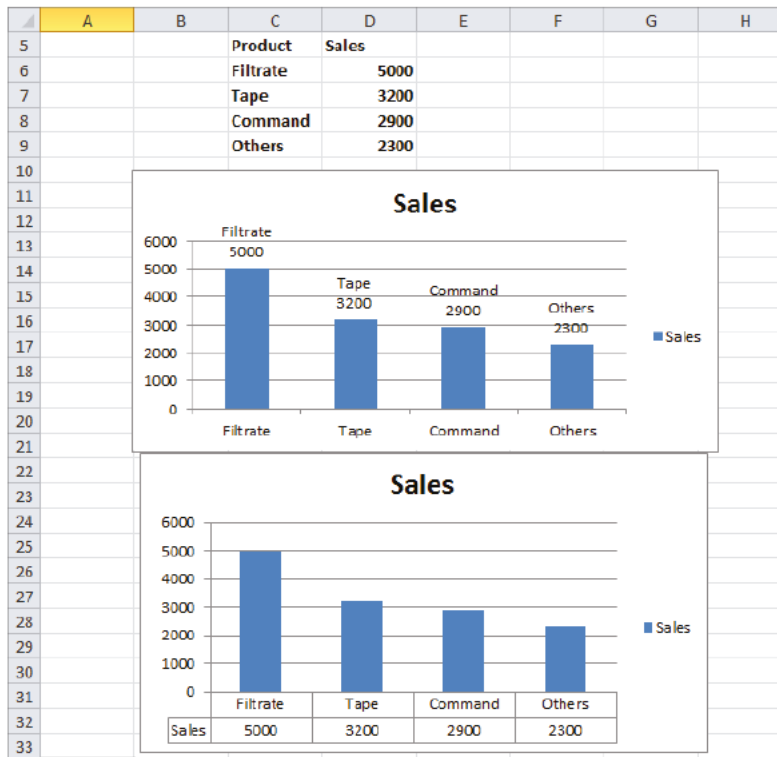 A B C D E F G H
5 Product Sales
6 Filtrate 5000
7 Tape 3200
8 Command 2900
9 Others 2300
10
11
12
13
14
15
16
17
18
19
20
21
22
23
24
25
26
27
28
29
30
31
32
33
Sales
Filtrate
6000 5000
5000 Tape
4000 3200 Command
3000 2900 Others
2000 2300
1000 Sales
0
Filtrate Tape Command Others
Sales
6000
5000
4000
3000
2000 Sales
1000
0
Filtrate Tape Command Others
Sales 5000 3200 2900 2300